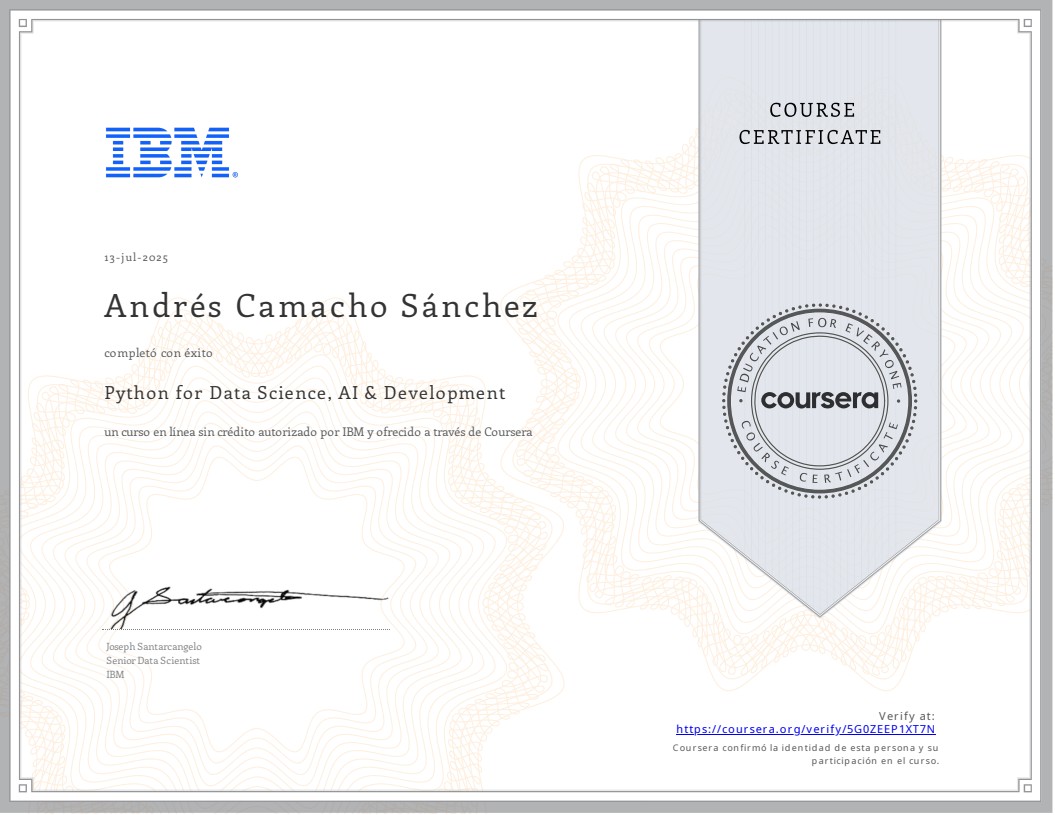 COURSE
CERTIFICATE
IBM®
13-jul-2025
Andrés Camacho Sánchez
completó con éxito
Python for Data Science, AI & Development
un curso en línea sin crédito autorizado por IBM y ofrecido a través de Coursera
EDUCATION FOR EVERYONE
coursera
COURSE CERTIFICATE
J Santarcangelo
Joseph Santarcangelo
Senior Data Scientist
IBM
Verify at:
https://coursera.org/verify/5G0ZEEP1XT7N
Coursera confirmó la identidad de esta persona y su
participación en el curso.